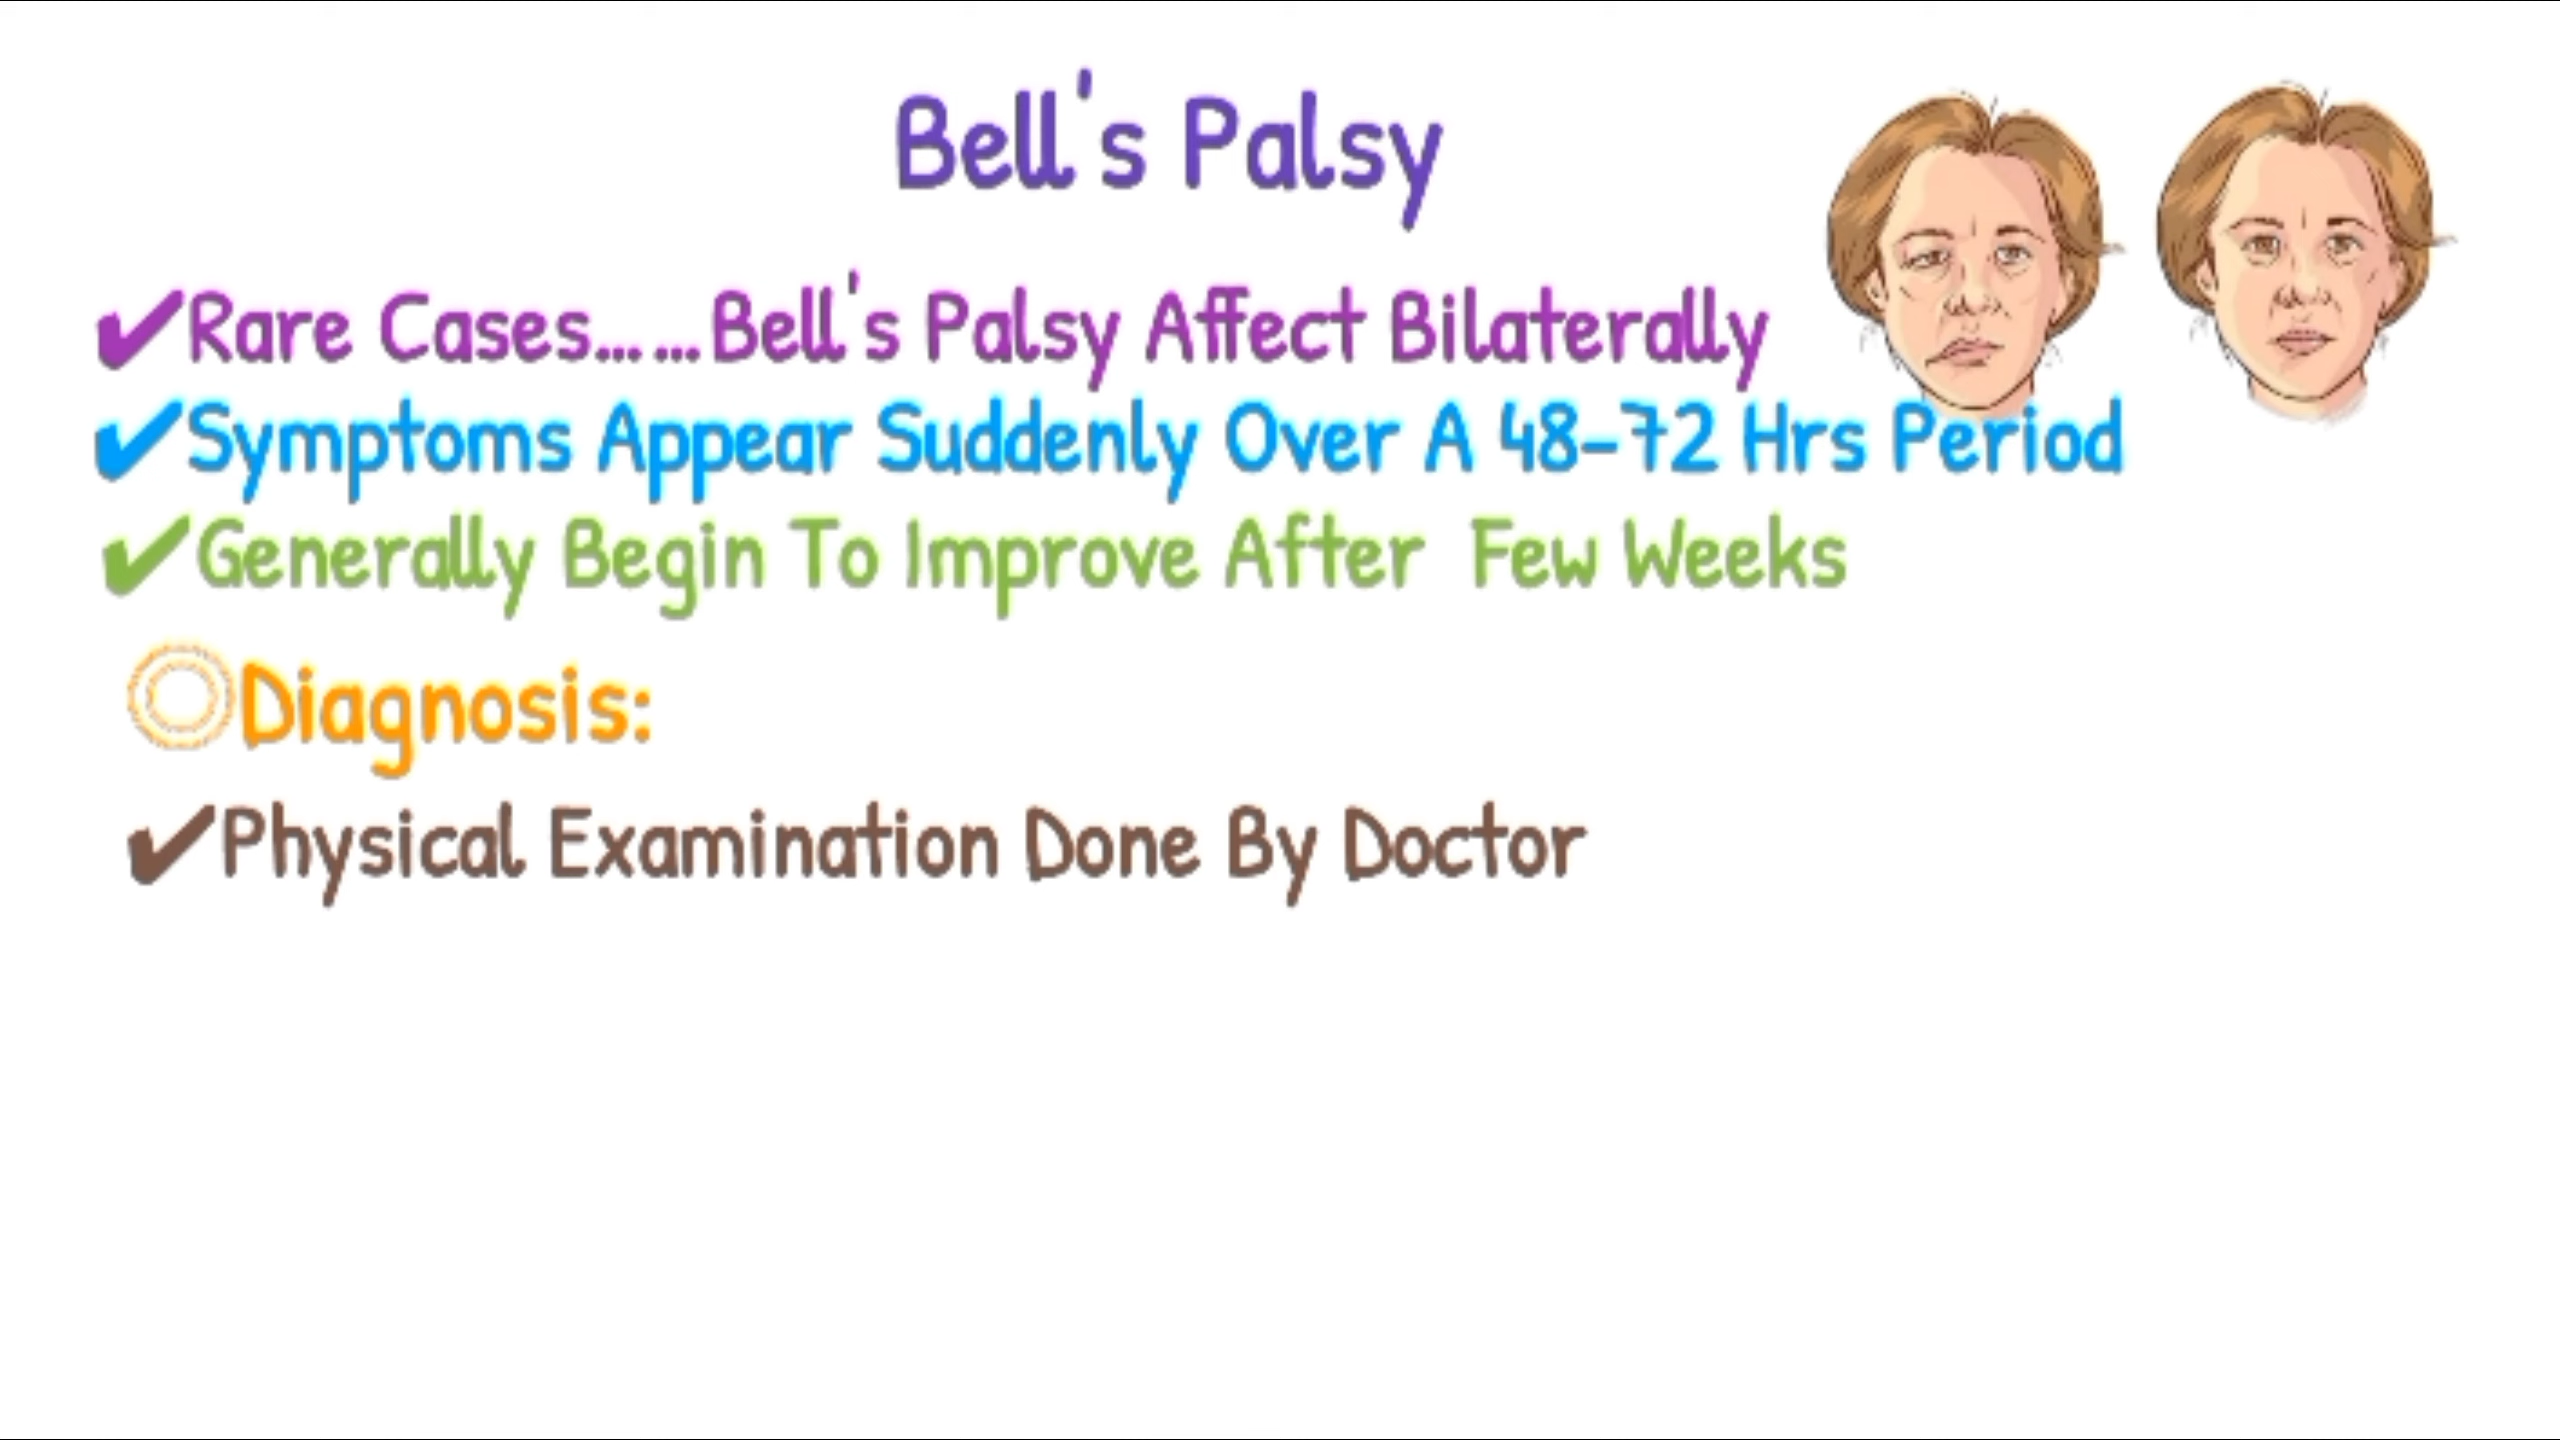 Bell's Palsy
✔Rare Cases......Bell's Palsy Affect Bilaterally
✔Symptoms Appear Suddenly Over A 48-72 Hrs Period
✔Generally Begin To Improve After Few Weeks
Diagnosis:
✔Physical Examination Done By Doctor